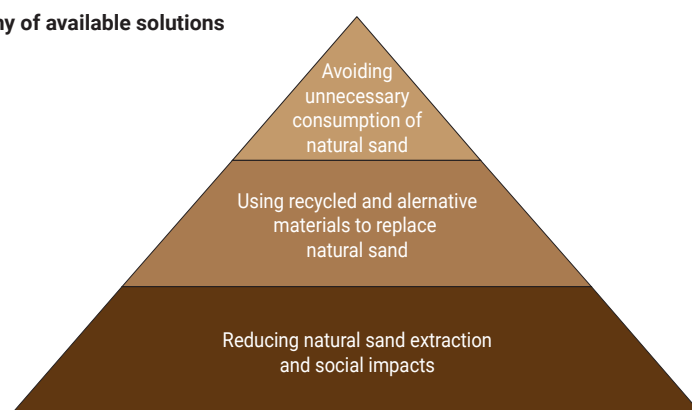 of available solutions
Avoiding
unnecessary
consumption of
natural sand
Using recycled and alernative
materials to replace
natural sand
Reducing natural sand extraction
and social impacts